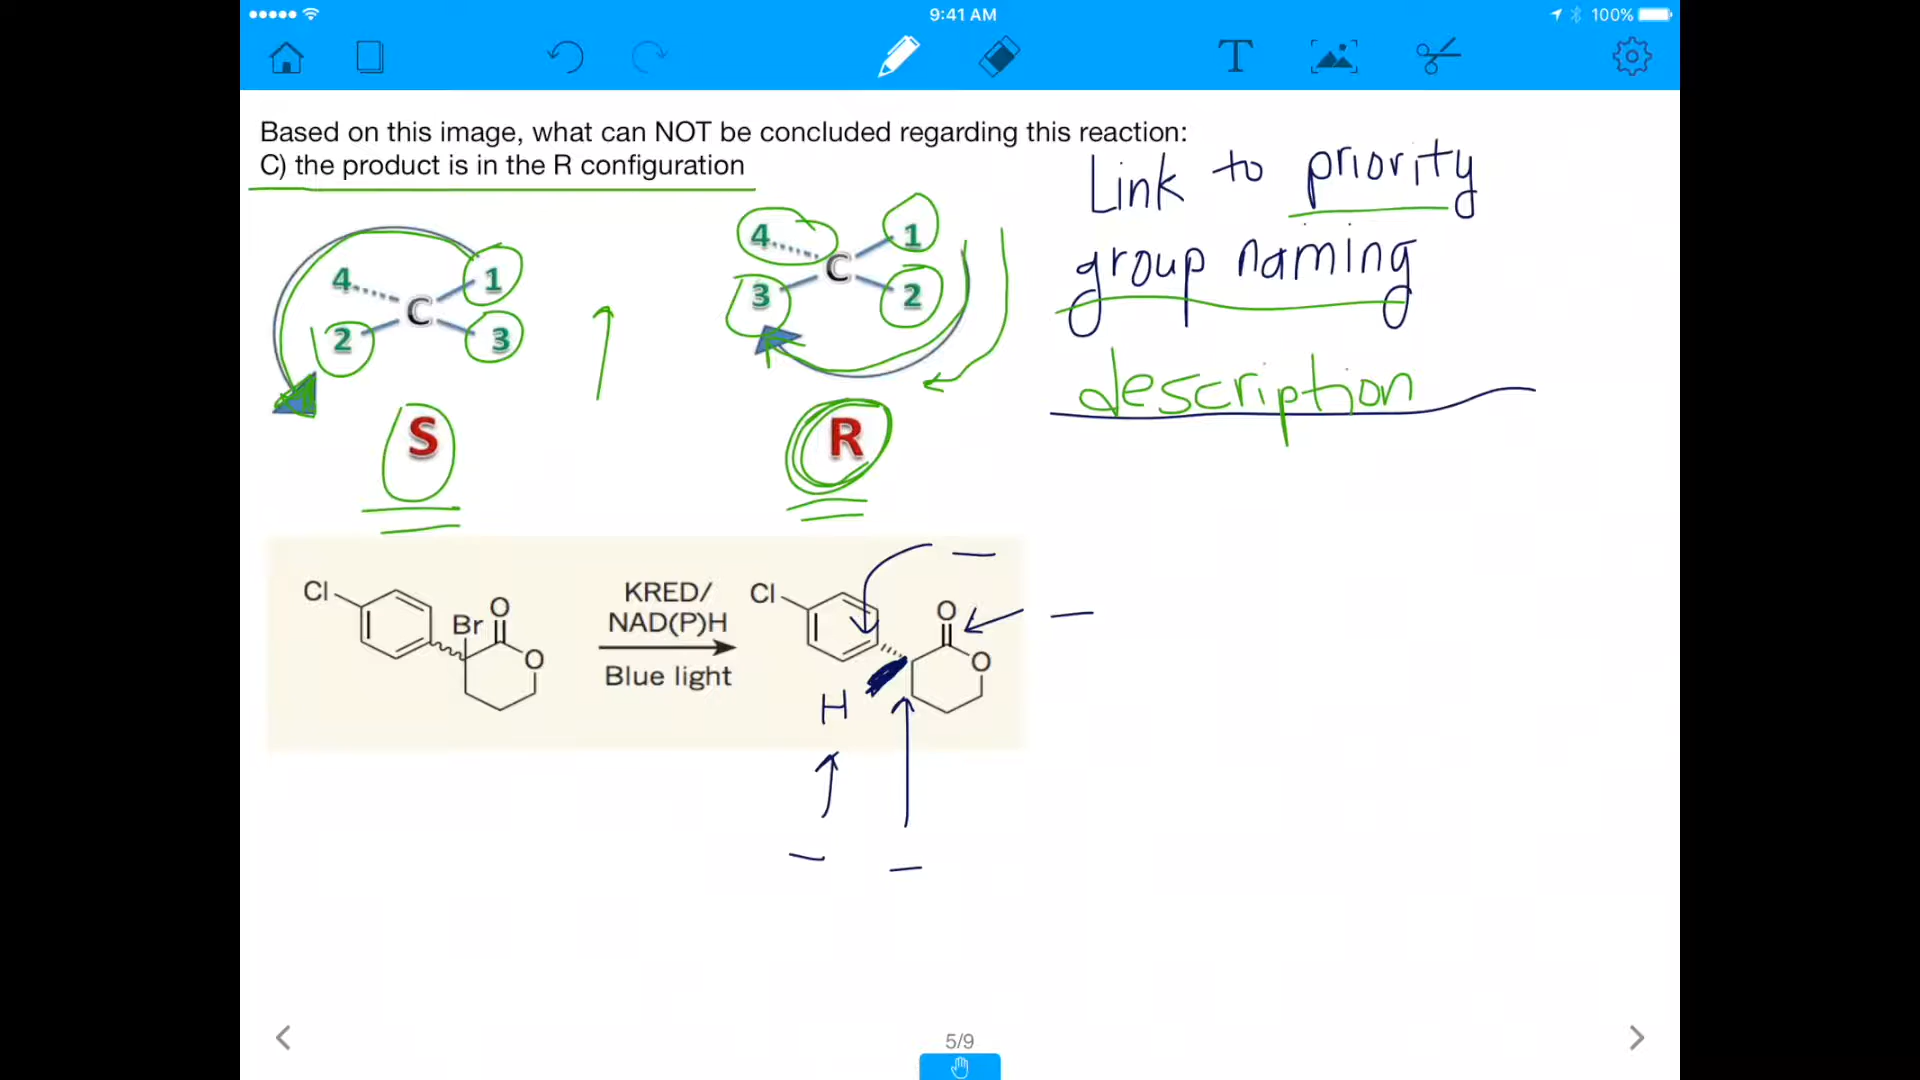 9:41 AM
100%
T
Based on this image, what can NOT be concluded regarding this reaction:
C) the product is in the R configuration
Link to priority
group naming
description
4 1
C
2 3
S
4 1
C
3 2
R
Cl
Br O
O
KRED/
NAD(P)H
Blue light
Cl
O
O
H
5/9